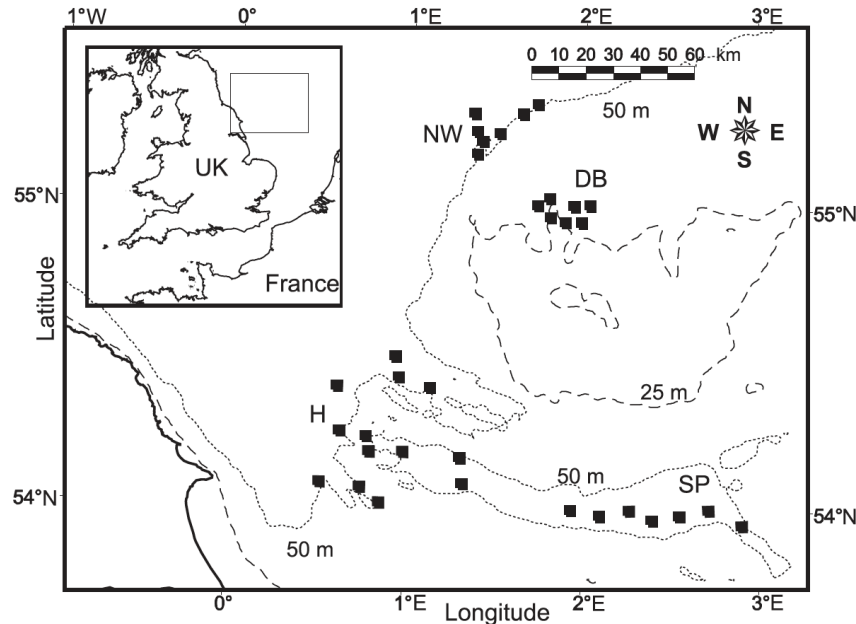 1°W 0° 1°E 2°E 3°E
0 10 20 30 40 50 60 km
50 m
N
W E
S
NW
DB
UK
France
55°N
55°N
Latitude
25 m
H
50 m
SP
54°N
54°N
50 m
0° 1°E 2°E 3°E
Longitude